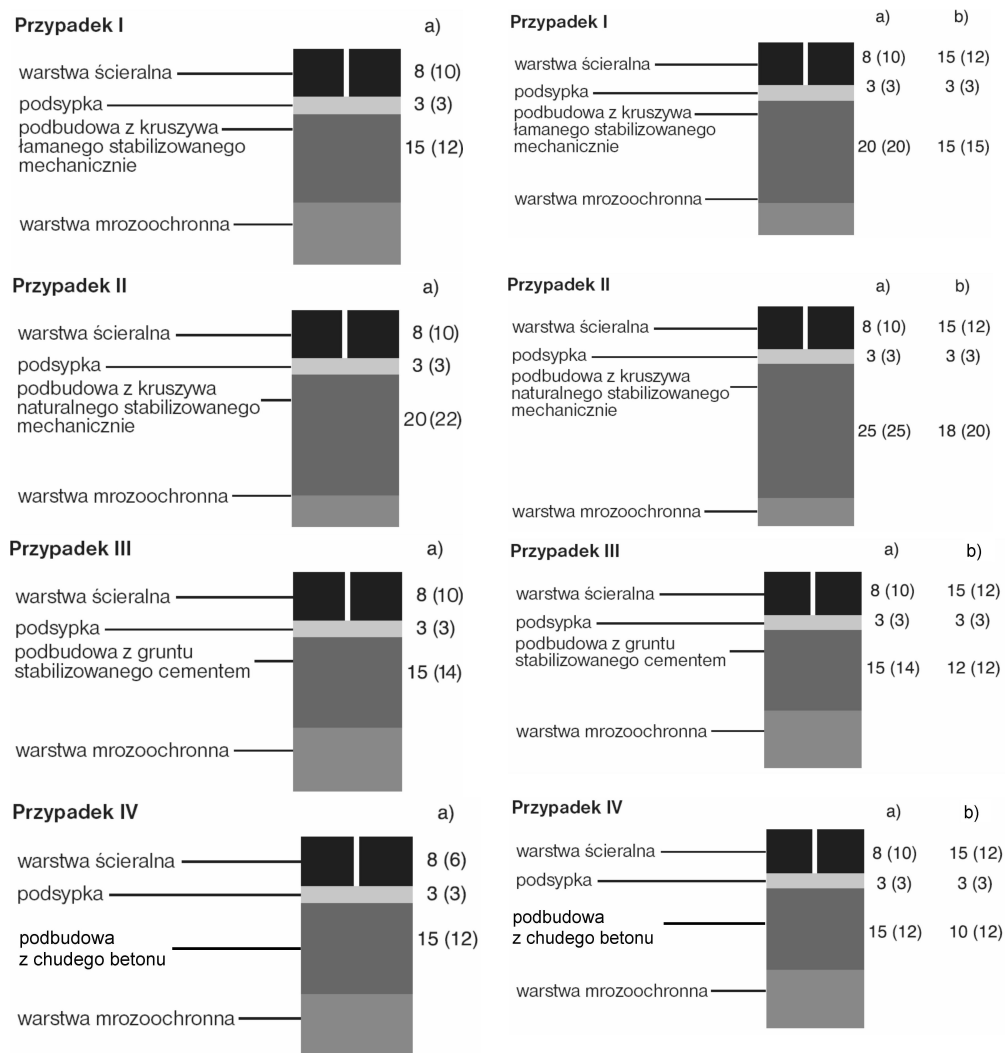 Przypadek I
a)
warstwa ścieralna
8 (10)
podsypka
3 (3)
podbudowa z kruszywa
łamanego stabilizowanego
mechanicznie
15 (12)
warstwa mrozoochronna
Przypadek I
a) b)
warstwa ścieralna
8 (10) 15 (12)
podsypka
3 (3) 3 (3)
podbudowa z kruszywa
łamanego stabilizowanego
mechanicznie
20 (20) 15 (15)
warstwa mrozoochronna
Przypadek II
a)
warstwa ścieralna
8 (10)
podsypka
3 (3)
podbudowa z kruszywa
naturalnego stabilizowanego
mechanicznie
20 (22)
warstwa mrozoochronna
Przypadek II
a) b)
warstwa ścieralna
8 (10) 15 (12)
podsypka
3 (3) 3 (3)
podbudowa z kruszywa
naturalnego stabilizowanego
mechanicznie
25 (25) 18 (20)
warstwa mrozoochronna
Przypadek III
a)
warstwa ścieralna
8 (10)
podsypka
3 (3)
podbudowa z gruntu
stabilizowanego cementem
15 (14)
warstwa mrozoochronna
Przypadek III
a) b)
warstwa ścieralna
8 (10) 15 (12)
podsypka
3 (3) 3 (3)
podbudowa z gruntu
stabilizowanego cementem
15 (14) 12 (12)
warstwa mrozoochronna
Przypadek IV
a)
warstwa ścieralna
8 (6)
podsypka
3 (3)
podbudowa
z chudego betonu
15 (12)
warstwa mrozoochronna
Przypadek IV
a) b)
warstwa ścieralna
8 (10) 15 (12)
podsypka
3 (3) 3 (3)
podbudowa
z chudego betonu
15 (12) 10 (12)
warstwa mrozoochronna